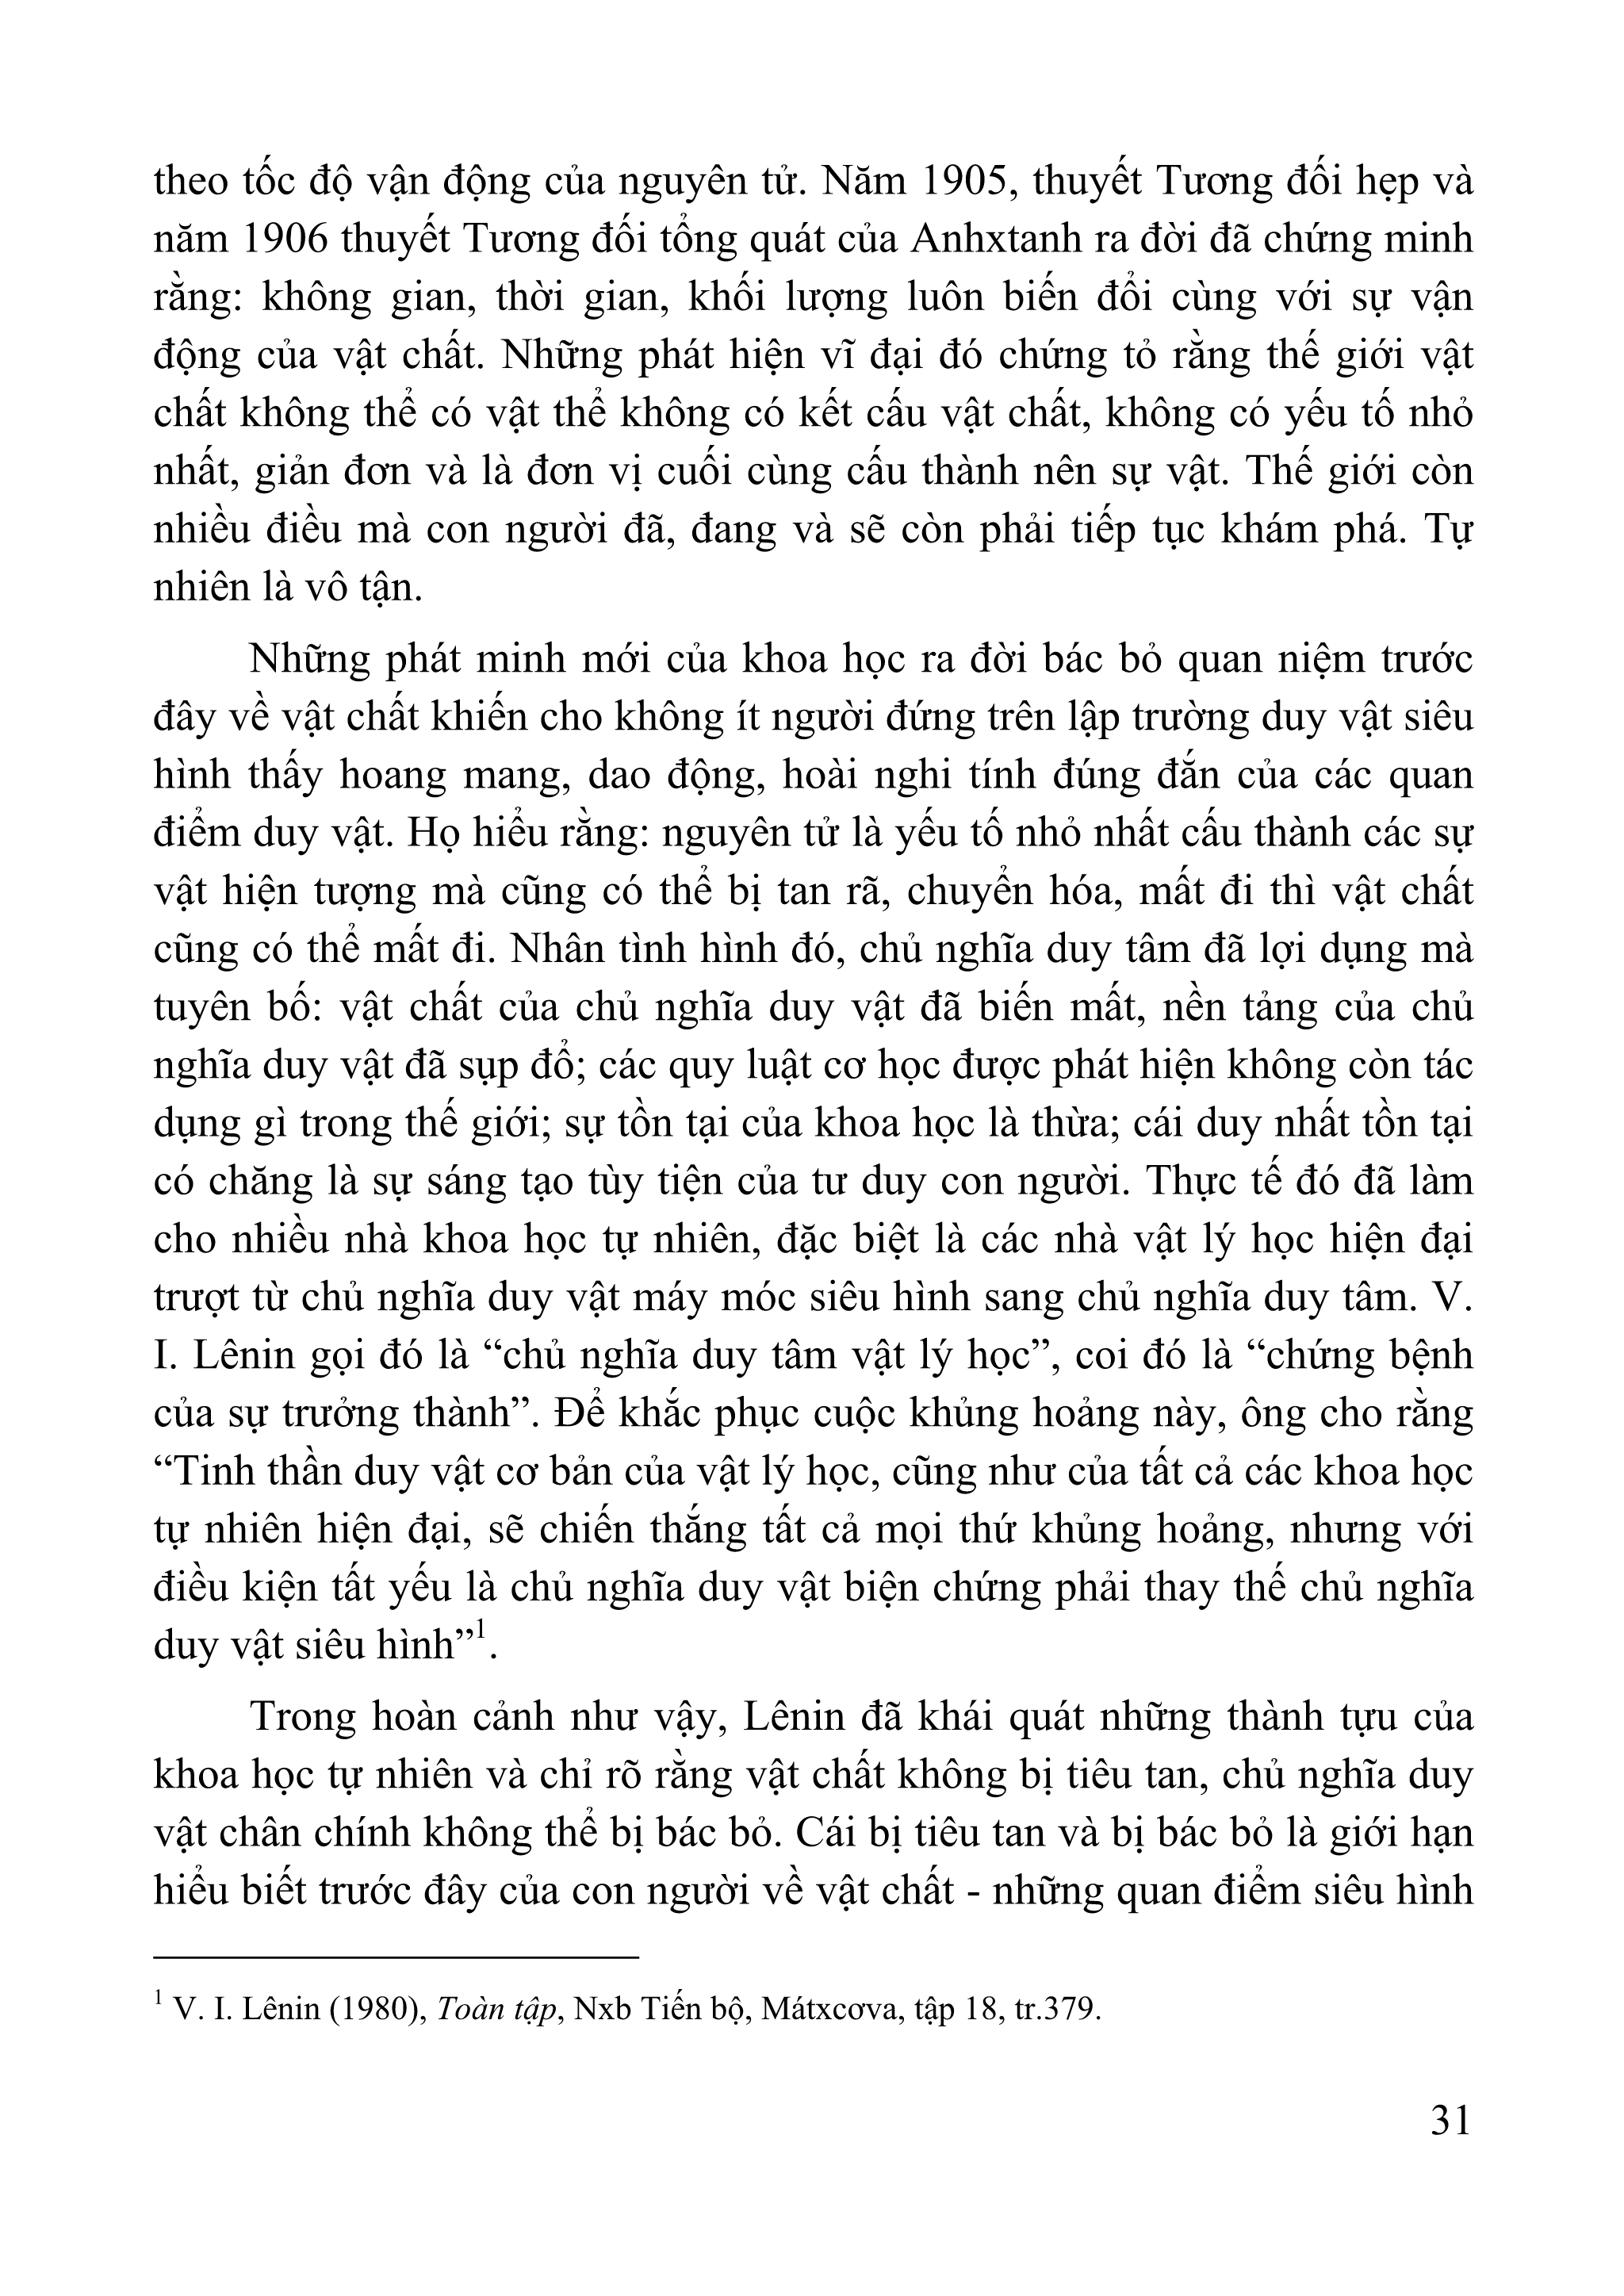 theo tốc độ vận động của nguyên tử. Năm 1905, thuyết Tương đối hẹp và
năm 1906 thuyết Tương đối tổng quát của Anhxtanh ra đời đã chứng minh
rằng: không gian, thời gian, khối lượng luôn biến đổi cùng với sự vận
động của vật chất. Những phát hiện vĩ đại đó chứng tỏ rằng thế giới vật
chất không thể có vật thể không có kết cấu vật chất, không có yếu tố nhỏ
nhất, giản đơn và là đơn vị cuối cùng cấu thành nên sự vật. Thế giới còn
nhiều điều mà con người đã, đang và sẽ còn phải tiếp tục khám phá. Tự
nhiên là vô tận.
Những phát minh mới của khoa học ra đời bác bỏ quan niệm trước
đây về vật chất khiến cho không ít người đứng trên lập trường duy vật siêu
hình thấy hoang mang, dao động, hoài nghi tính đúng đắn của các quan
điểm duy vật. Họ hiểu rằng: nguyên tử là yếu tố nhỏ nhất cấu thành các sự
vật hiện tượng mà cũng có thể bị tan rã, chuyển hóa, mất đi thì vật chất
cũng có thể mất đi. Nhân tình hình đó, chủ nghĩa duy tâm đã lợi dụng mà
tuyên bố: vật chất của chủ nghĩa duy vật đã biến mất, nền tảng của chủ
nghĩa duy vật đã sụp đổ; các quy luật cơ học được phát hiện không còn tác
dụng gì trong thế giới; sự tồn tại của khoa học là thừa; cái duy nhất tồn tại
có chăng là sự sáng tạo tùy tiện của tư duy con người. Thực tế đó đã làm
cho nhiều nhà khoa học tự nhiên, đặc biệt là các nhà vật lý học hiện đại
trượt từ chủ nghĩa duy vật máy móc siêu hình sang chủ nghĩa duy tâm. V.
I. Lênin gọi đó là “chủ nghĩa duy tâm vật lý học”, coi đó là “chứng bệnh
của sự trưởng thành”. Để khắc phục cuộc khủng hoảng này, ông cho rằng
“Tinh thần duy vật cơ bản của vật lý học, cũng như của tất cả các khoa học
tự nhiên hiện đại, sẽ chiến thắng tất cả mọi thứ khủng hoảng, nhưng với
điều kiện tất yếu là chủ nghĩa duy vật biện chứng phải thay thế chủ nghĩa
duy vật siêu hình”1.
Trong hoàn cảnh như vậy, Lênin đã khái quát những thành tựu của
khoa học tự nhiên và chỉ rõ rằng vật chất không bị tiêu tan, chủ nghĩa duy
vật chân chính không thể bị bác bỏ. Cái bị tiêu tan và bị bác bỏ là giới hạn
hiểu biết trước đây của con người về vật chất - những quan điểm siêu hình
1 V. I. Lênin (1980), Toàn tập, Nxb Tiến bộ, Mátxcơva, tập 18, tr.379.
31